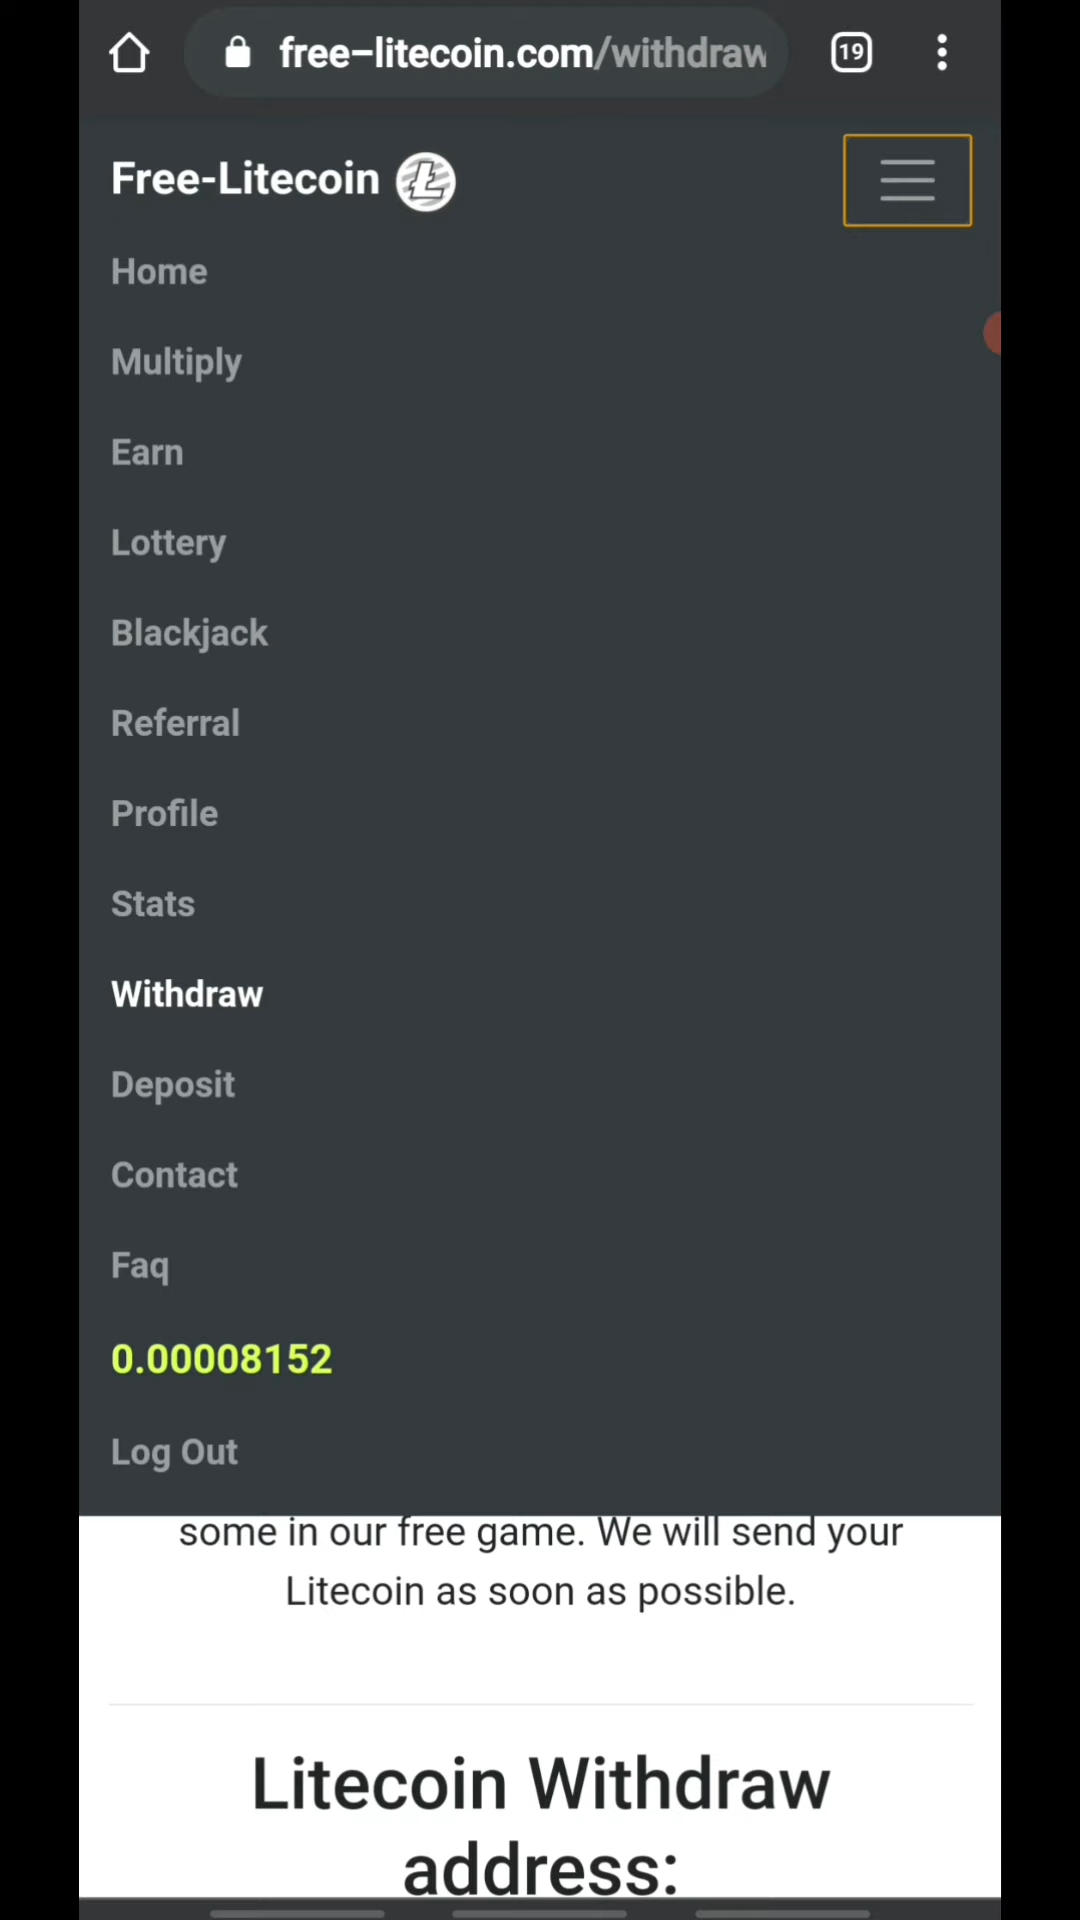 free-litecoin.com/withdraw
19
Free-Litecoin
Home
Multiply
Earn
Lottery
Blackjack
Referral
Profile
Stats
Withdraw
Deposit
Contact
Faq
0.00008152
Log Out
some in our free game. We will send your
Litecoin as soon as possible.
Litecoin Withdraw
address: